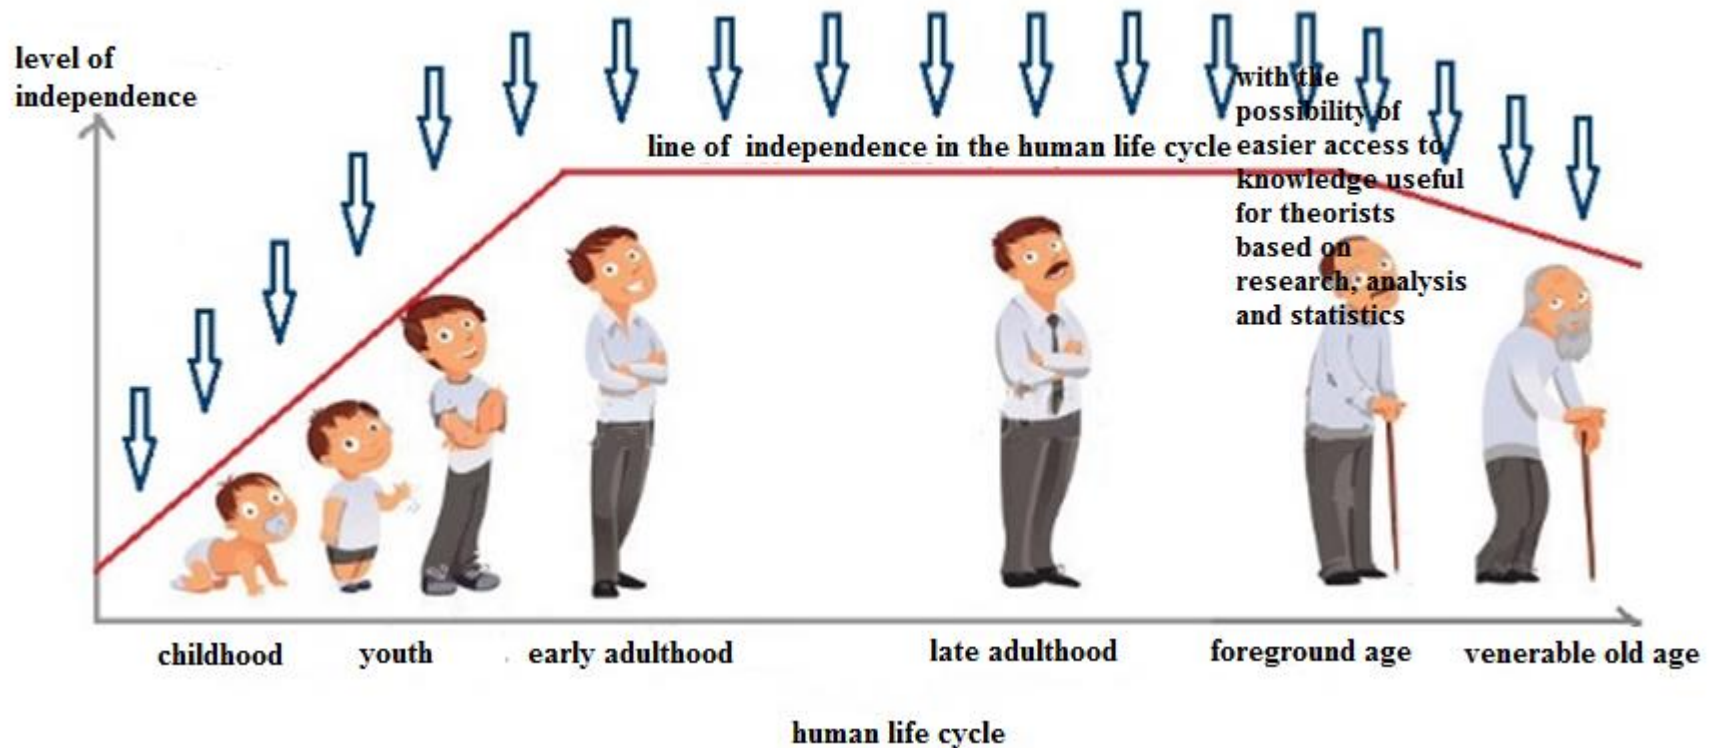 level of
independence
line of independence in the human life cycle
with the
possibility of
easier access to
knowledge useful
for theorists
based on
research, analysis
and statistics
childhood
youth
early adulthood
late adulthood
foreground age
venerable old age
human life cycle